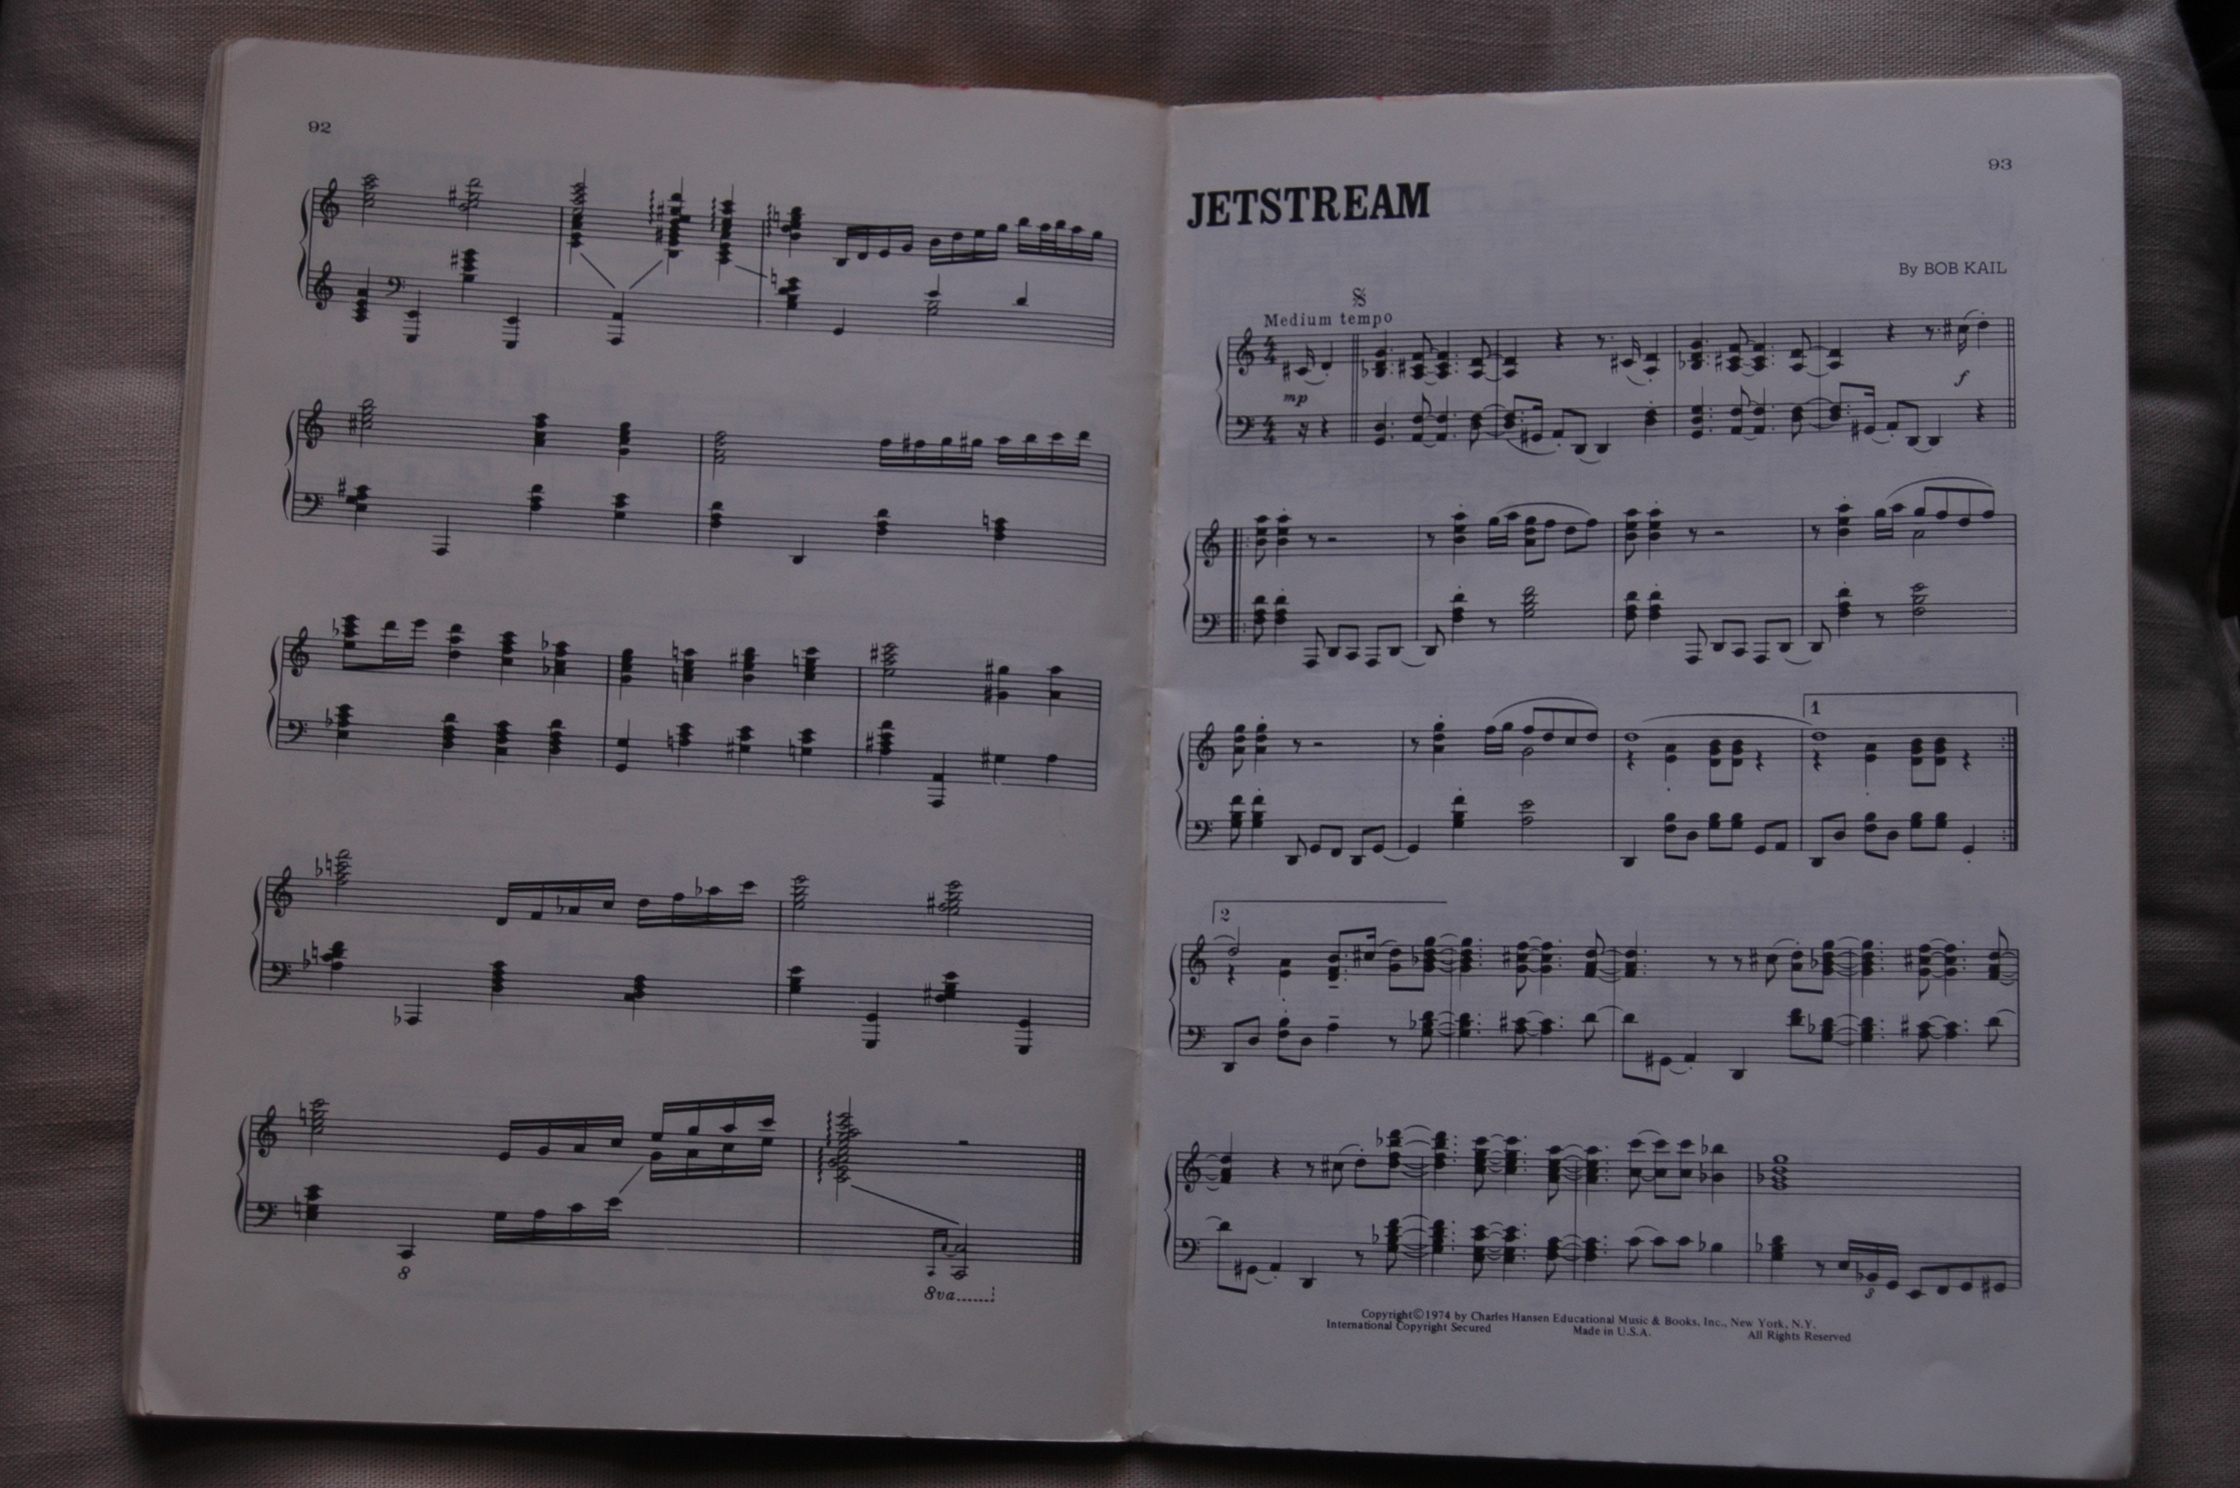 92
8
8va
93
JETSTREAM
By BOB KAIL
Medium tempo
mp
f
1
2
3
Copyright©1974 by Charles Hansen Educational Music & Books, Inc., New York, N.Y.
International Copyright Secured Made in U.S.A. All Rights Reserved